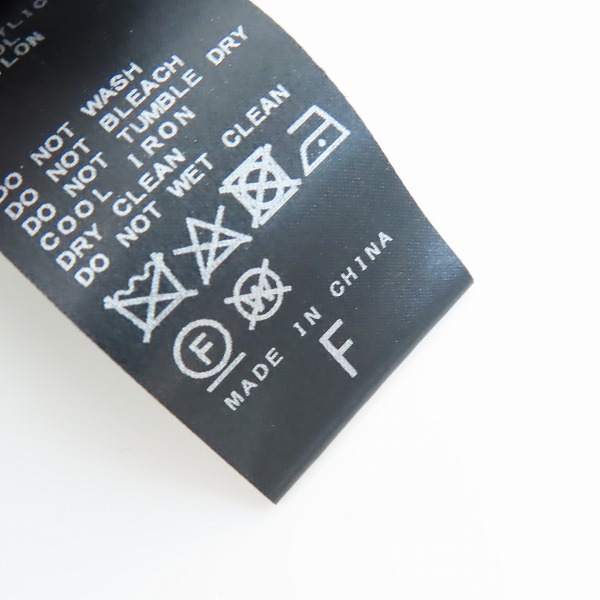 DO NOT WASH
DO NOT BLEACH
DO NOT TUMBLE DRY
COOL IRON
DRY CLEAN
DO NOT WET CLEAN
F
W
MADE IN CHINA
F